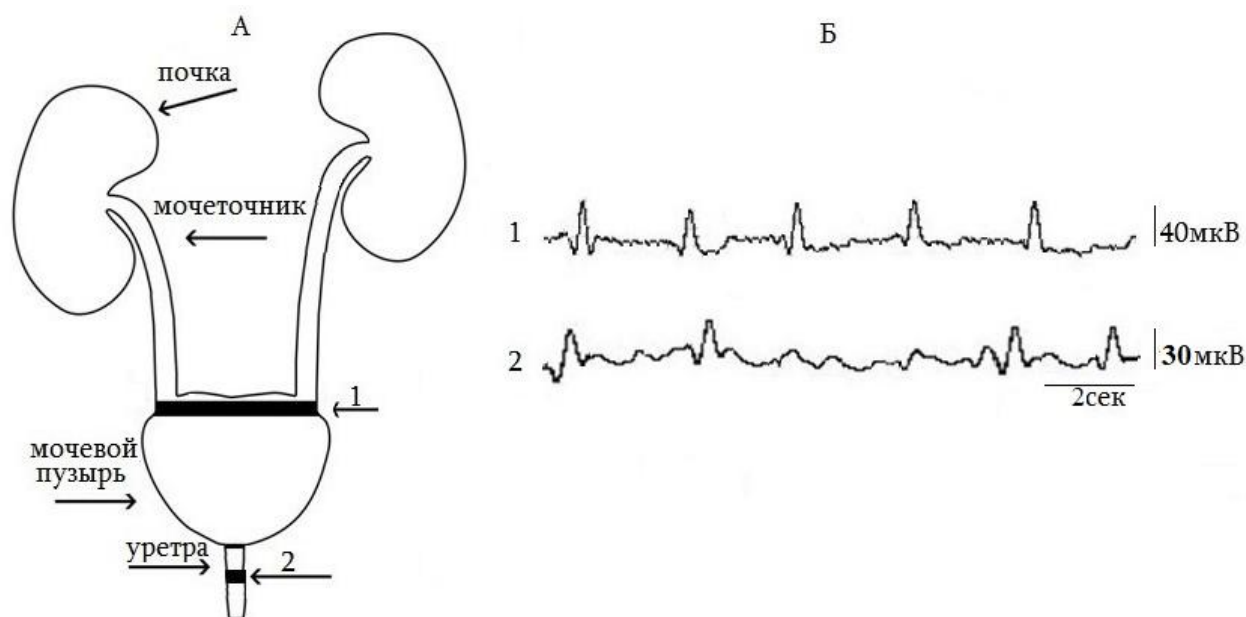 А
почка
мочеточник
1
мочевой
пузырь
уретра
2
Б
1
40мкВ
2
30мкВ
2сек